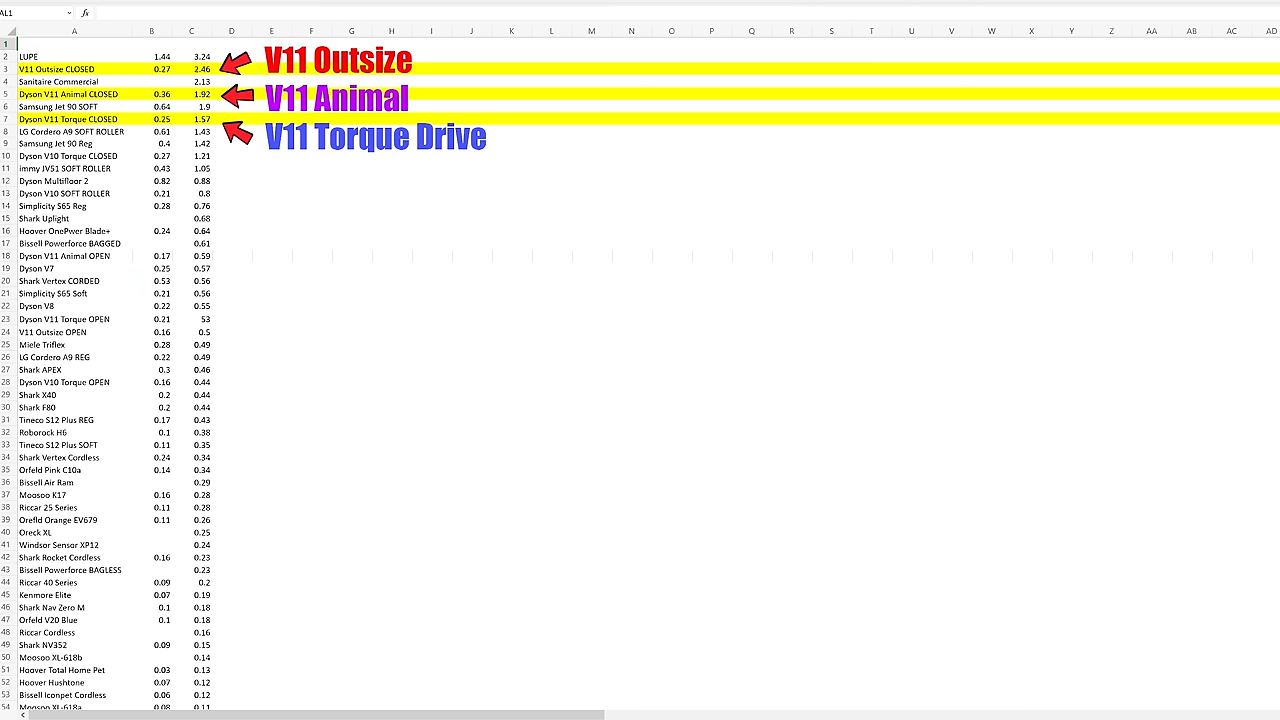 AL1 fx
A B C D E F G H I J K L M N O P Q R S T U V W X Y Z AA AB AC AD
1
2 LUPE 1.44 3.24
V11 Outsize
3 V11 Outsize CLOSED 0.27 2.46
4 Sanitaire Commercial 2.13
5 Dyson V11 Animal CLOSED 0.36 1.92
V11 Animal
6 Samsung Jet 90 SOFT 0.64 1.9
7 Dyson V11 Torque CLOSED 0.25 1.57
8 LG Cordero A9 SOFT ROLLER 0.61 1.43
V11 Torque Drive
9 Samsung Jet 90 Reg 0.4 1.42
10 Dyson V10 Torque CLOSED 0.27 1.21
11 immy JV51 SOFT ROLLER 0.43 1.05
12 Dyson Multifloor 2 0.82 0.88
13 Dyson V10 SOFT ROLLER 0.21 0.8
14 Simplicity S65 Reg 0.28 0.76
15 Shark Uplight 0.68
16 Hoover OnePwer Blade+ 0.24 0.64
17 Bissell Powerforce BAGGED 0.61
18 Dyson V11 Animal OPEN 0.17 0.59
19 Dyson V7 0.25 0.57
20 Shark Vertex CORDED 0.53 0.56
21 Simplicity S65 Soft 0.21 0.56
22 Dyson V8 0.22 0.55
23 Dyson V11 Torque OPEN 0.21 53
24 V11 Outsize OPEN 0.16 0.5
25 Miele Triflex 0.28 0.49
26 LG Cordero A9 REG 0.22 0.49
27 Shark APEX 0.3 0.46
28 Dyson V10 Torque OPEN 0.16 0.44
29 Shark X40 0.2 0.44
30 Shark F80 0.2 0.44
31 Tineco S12 Plus REG 0.17 0.43
32 Roborock H6 0.1 0.38
33 Tineco S12 Plus SOFT 0.11 0.35
34 Shark Vertex Cordless 0.24 0.34
35 Orfeld Pink C10a 0.14 0.34
36 Bissell Air Ram 0.29
37 Moosoo K17 0.16 0.28
38 Riccar 25 Series 0.11 0.28
39 Orefld Orange EV679 0.11 0.26
40 Oreck XL 0.25
41 Windsor Sensor XP12 0.24
42 Shark Rocket Cordless 0.16 0.23
43 Bissell Powerforce BAGLESS 0.23
44 Riccar 40 Series 0.09 0.2
45 Kenmore Elite 0.07 0.19
46 Shark Nav Zero M 0.1 0.18
47 Orfeld V20 Blue 0.1 0.18
48 Riccar Cordless 0.16
49 Shark NV352 0.09 0.15
50 Moosoo XL-618b 0.14
51 Hoover Total Home Pet 0.03 0.13
52 Hoover Hushtone 0.07 0.12
53 Bissell Iconpet Cordless 0.06 0.12
54 Moosoo XL-618a 0.08 0.11